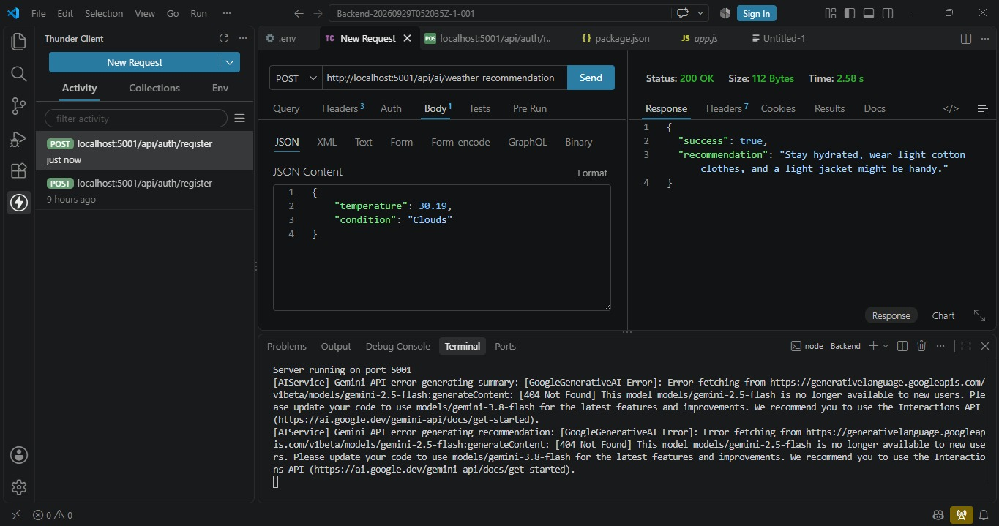 File Edit Selection View Go Run ···
Backend-20260929T052035Z-1-001
Sign In
Thunder Client
New Request
Activity Collections Env
filter activity
POST localhost:5001/api/auth/register
just now
POST localhost:5001/api/auth/register
9 hours ago
.env
TC New Request
POS localhost:5001/api/auth/r..
{} package.json
JS app.js
Untitled-1
POST http://localhost:5001/api/ai/weather-recommendation Send
Query Headers 3 Auth Body 1 Tests Pre Run
JSON XML Text Form Form-encode GraphQL Binary
JSON Content Format
1 {
2 "temperature": 30.19,
3 "condition": "Clouds"
4 }
Status: 200 OK Size: 112 Bytes Time: 2.58 s
Response Headers 7 Cookies Results Docs </>
1 {
2 "success": true,
3 "recommendation": "Stay hydrated, wear light cotton
clothes, and a light jacket might be handy."
4 }
Response Chart
Problems Output Debug Console Terminal Ports
node - Backend
Server running on port 5001
[AIService] Gemini API error generating summary: [GoogleGenerativeAI Error]: Error fetching from https://generativelanguage.googleapis.com/
v1beta/models/gemini-2.5-flash:generateContent: [404 Not Found] This model models/gemini-2.5-flash is no longer available to new users. Ple
ase update your code to use models/gemini-3.8-flash for the latest features and improvements. We recommend you to use the Interactions API
(https://ai.google.dev/gemini-api/docs/get-started).
[AIService] Gemini API error generating recommendation: [GoogleGenerativeAI Error]: Error fetching from https://generativelanguage.googleap
is.com/v1beta/models/gemini-2.5-flash:generateContent: [404 Not Found] This model models/gemini-2.5-flash is no longer available to new use
rs. Please update your code to use models/gemini-3.8-flash for the latest features and improvements. We recommend you to use the Interactio
ns API (https://ai.google.dev/gemini-api/docs/get-started).
0 0